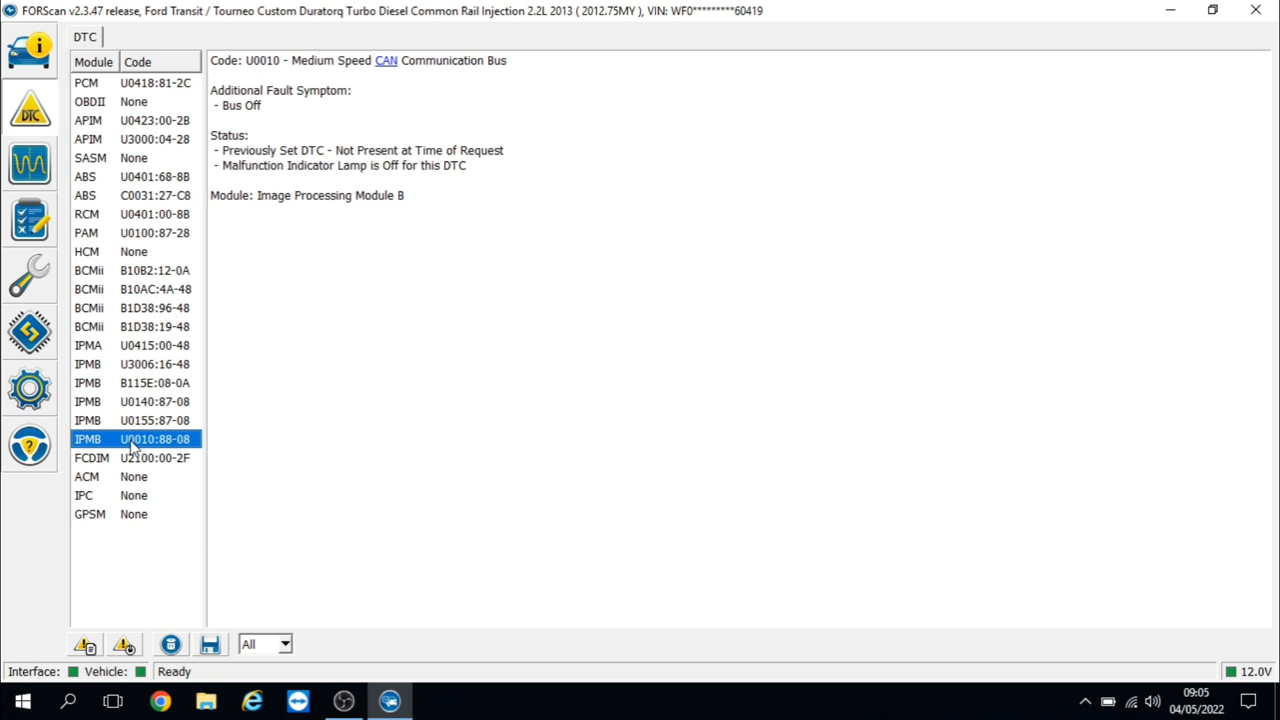 FORScan v2.3.47 release, Ford Transit / Tourneo Custom Duratorq Turbo Diesel Common Rail Injection 2.2L 2013 ( 2012.75MY ), VIN: WF0*********60419
DTC
Module Code
PCM U0418:81-2C
OBDII None
APIM U0423:00-2B
APIM U3000:04-28
SASM None
ABS U0401:68-8B
ABS C0031:27-C8
RCM U0401:00-8B
PAM U0100:87-28
HCM None
BCMii B10B2:12-0A
BCMii B10AC:4A-48
BCMii B1D38:96-48
BCMii B1D38:19-48
IPMA U0415:00-48
IPMB U3006:16-48
IPMB B115E:08-0A
IPMB U0140:87-08
IPMB U0155:87-08
IPMB U0010:88-08
FCDIM U2100:00-2F
ACM None
IPC None
GPSM None
Code: U0010 - Medium Speed CAN Communication Bus
Additional Fault Symptom:
- Bus Off
Status:
- Previously Set DTC - Not Present at Time of Request
- Malfunction Indicator Lamp is Off for this DTC
Module: Image Processing Module B
DTC
All
Interface: Vehicle: Ready 12.0V
09:05
04/05/2022